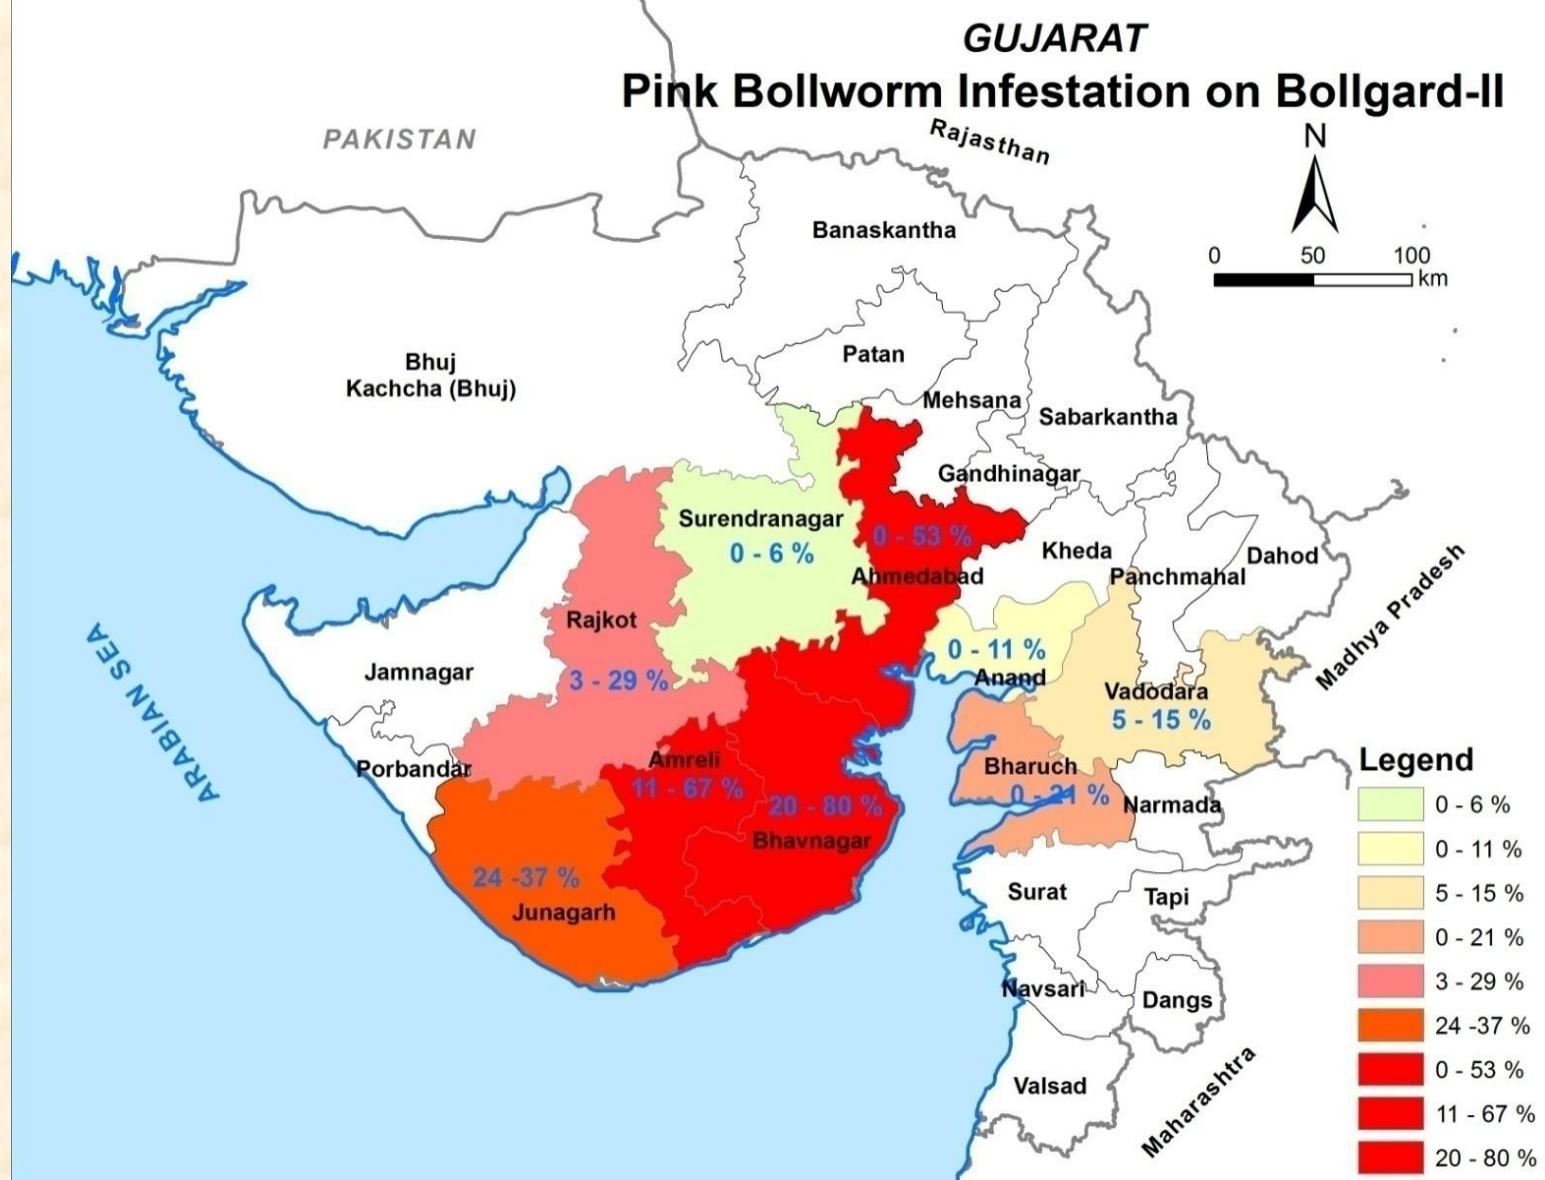 GUJARAT
Pink Bollworm Infestation on Bollgard-II
PAKISTAN
Rajasthan
N
0 50 100
km
Banaskantha
Patan
Bhuj
Kachcha (Bhuj)
Mehsana
Sabarkantha
Gandhinagar
Surendranagar
0 - 6 %
0 - 53 %
Ahmedabad
Kheda
Panchmahal
Dahod
Madhya Pradesh
Rajkot
3 - 29 %
0 - 11 %
Anand
Vadodara
5 - 15 %
Jamnagar
ARABIAN SEA
Porbandar
Amreli
11 - 67 %
20 - 80 %
Bhavnagar
Bharuch
0 - 21 %
Narmada
24 -37 %
Junagarh
Surat
Tapi
Navsari
Dangs
Valsad
Maharashtra
Legend
0 - 6 %
0 - 11 %
5 - 15 %
0 - 21 %
3 - 29 %
24 -37 %
0 - 53 %
11 - 67 %
20 - 80 %